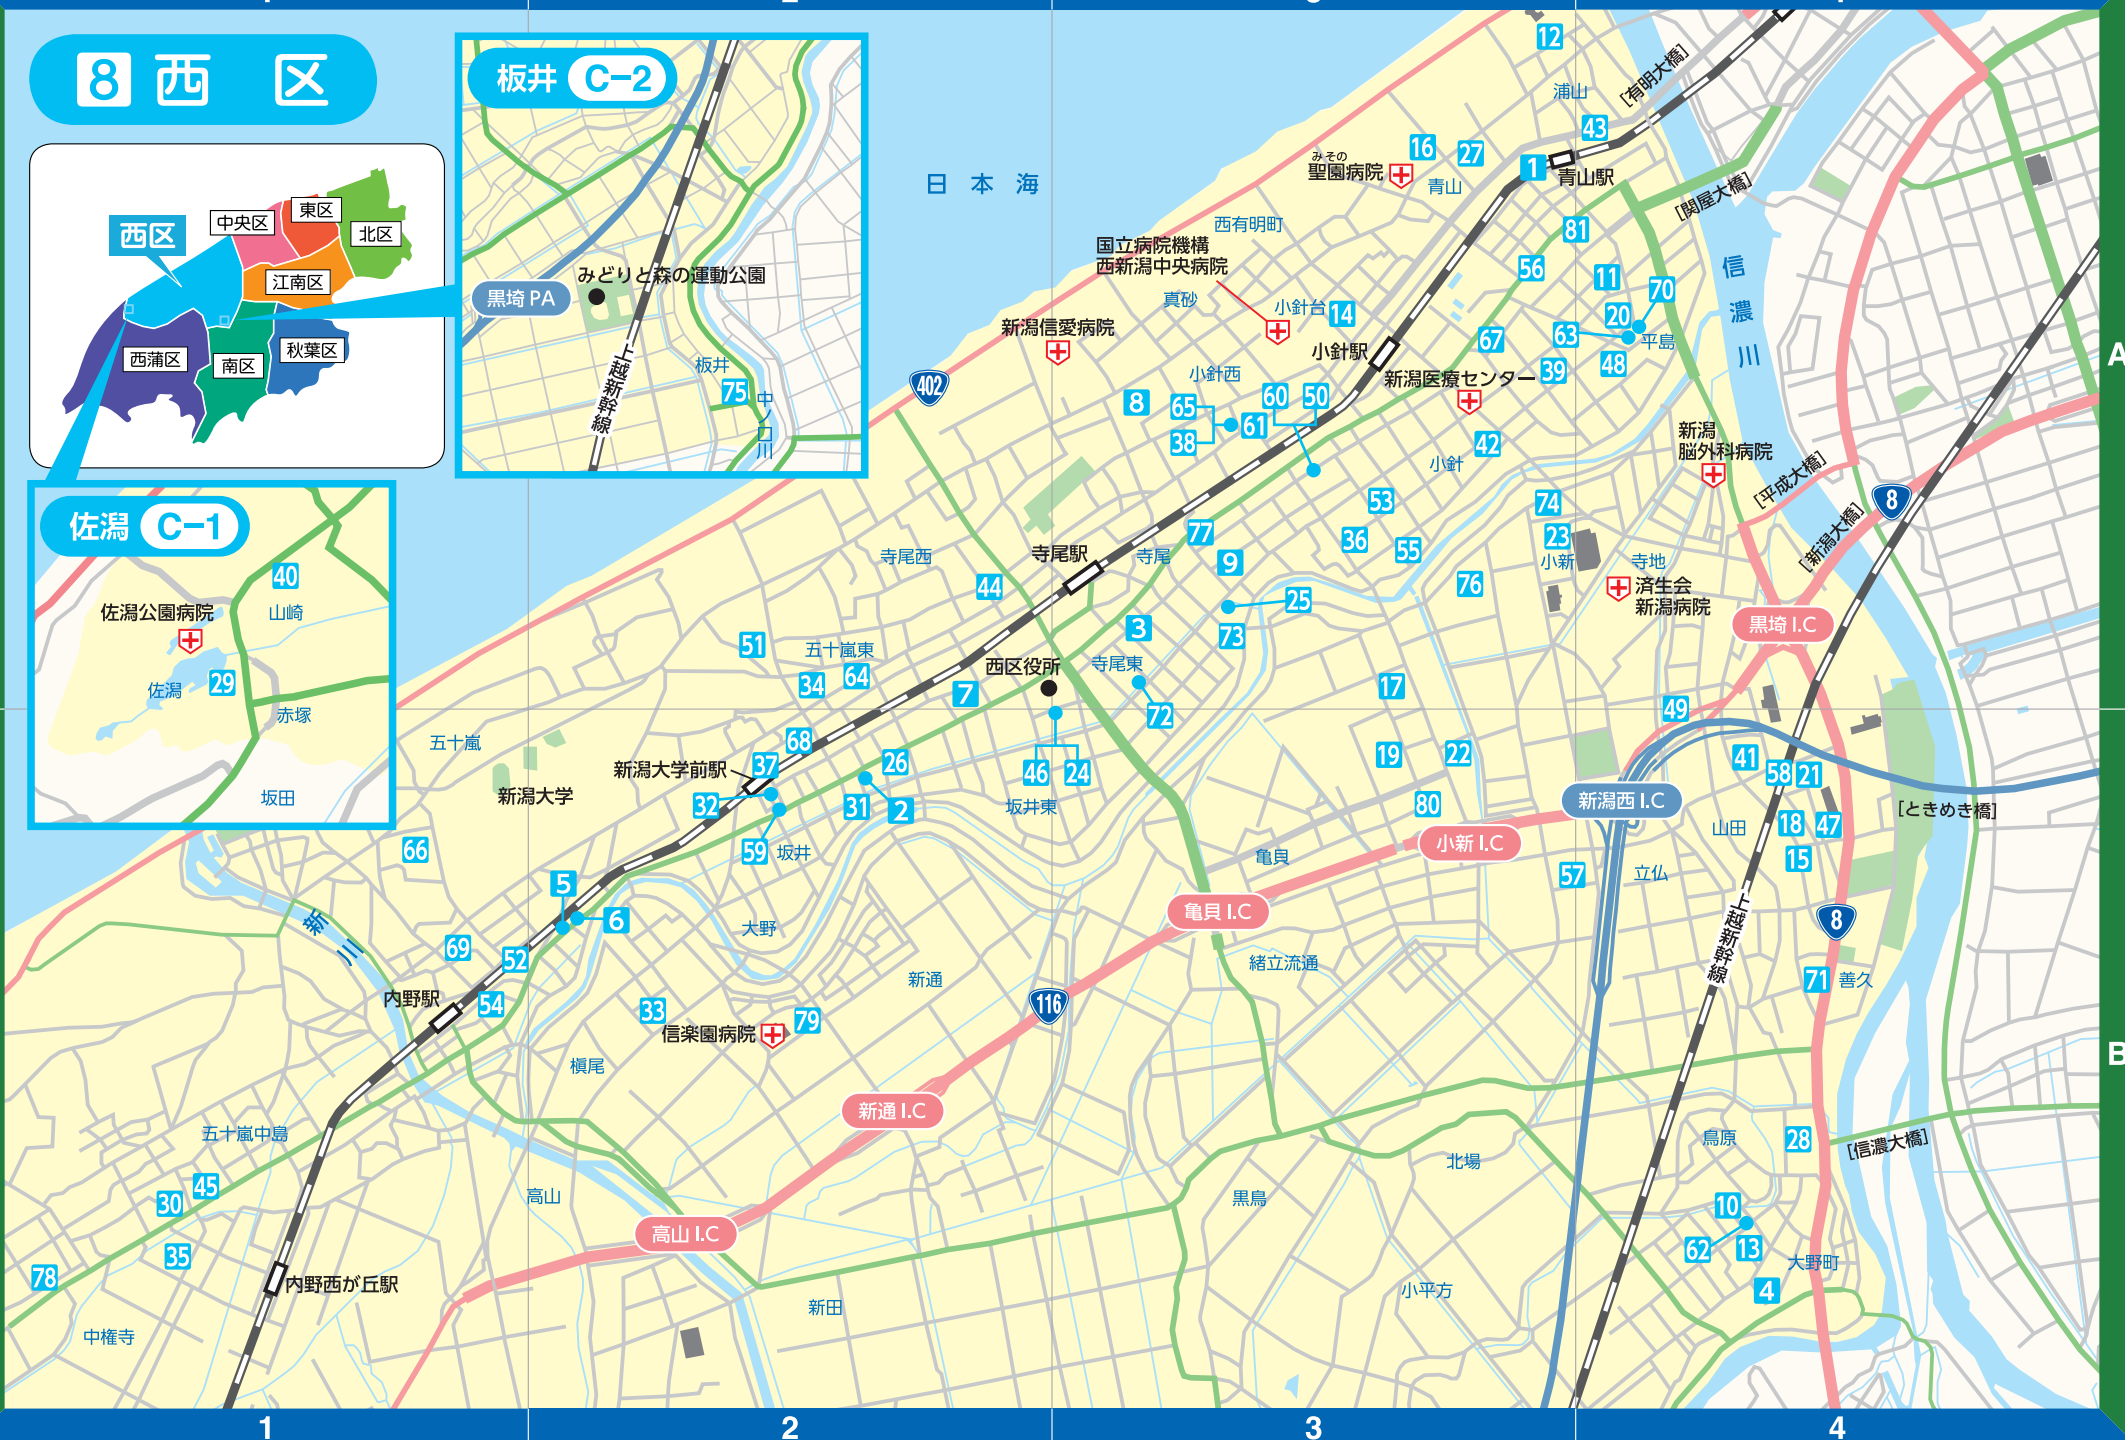 8 西 区
中央区
東区
北区
西区
江南区
西蒲区
南区
秋葉区
板井 C-2
みどりと森の運動公園
黒埼 PA
上越新幹線
板井
75
中ノ口川
佐潟 C-1
40
佐潟公園病院
山崎
29
佐潟
赤塚
坂田
日本海
12
浦山
[有明大橋]
43
16
27
1
みその
聖園病院
青山
青山駅
[関屋大橋]
西有明町
81
国立病院機構
西新潟中央病院
56
11
70
信濃川
真砂
小針台
14
20
新潟信愛病院
63
平島
67
小針駅
48
39
新潟医療センター
小針西
402
8
65
60
50
61
38
42
小針
新潟
脳外科病院
[平成大橋]
8
53
74
[新潟大橋]
77
36
23
寺尾西
寺尾駅
寺尾
9
55
小新
寺地
44
76
済生会
新潟病院
25
3
73
黒埼 I.C
51
五十嵐東
西区役所
寺尾東
34
64
7
17
72
49
五十嵐
68
新潟大学前駅
37
26
46
24
19
22
41
58
21
新潟大学
32
31
2
坂井東
80
新潟西 I.C
[ときめき橋]
59
坂井
小新 I.C
山田
18
47
66
亀貝
15
57
立仏
5
6
亀貝 I.C
上越新幹線
8
新川
大野
69
52
新通
緒立流通
71
善久
内野駅
54
33
116
79
信楽園病院
槇尾
新通 I.C
五十嵐中島
鳥原
28
[信濃大橋]
北場
45
30
高山
黒鳥
10
高山 I.C
62
13
35
大野町
78
内野西が丘駅
小平方
4
新田
中権寺
A
B
1
2
3
4